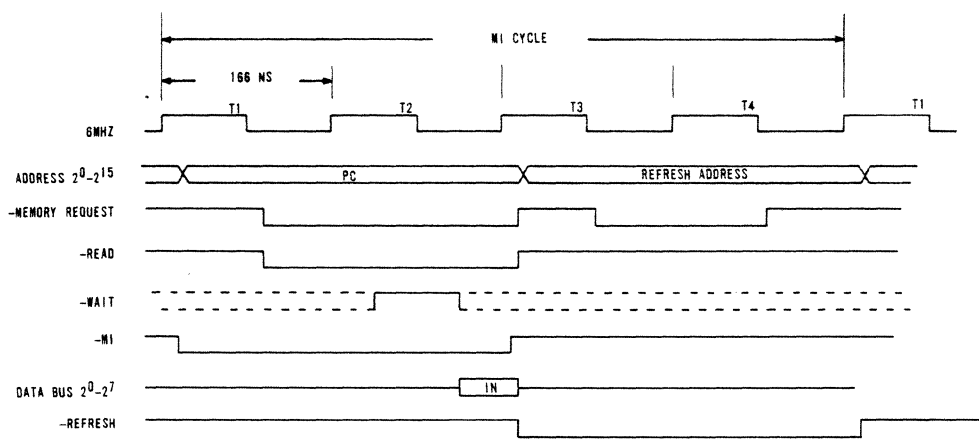 M1 CYCLE
166 NS
T1 T2 T3 T4 T1
6MHZ
ADDRESS 2⁰-2¹⁵ PC REFRESH ADDRESS
-MEMORY REQUEST
-READ
-WAIT
-M1
DATA BUS 2⁰-2⁷ IN
-REFRESH